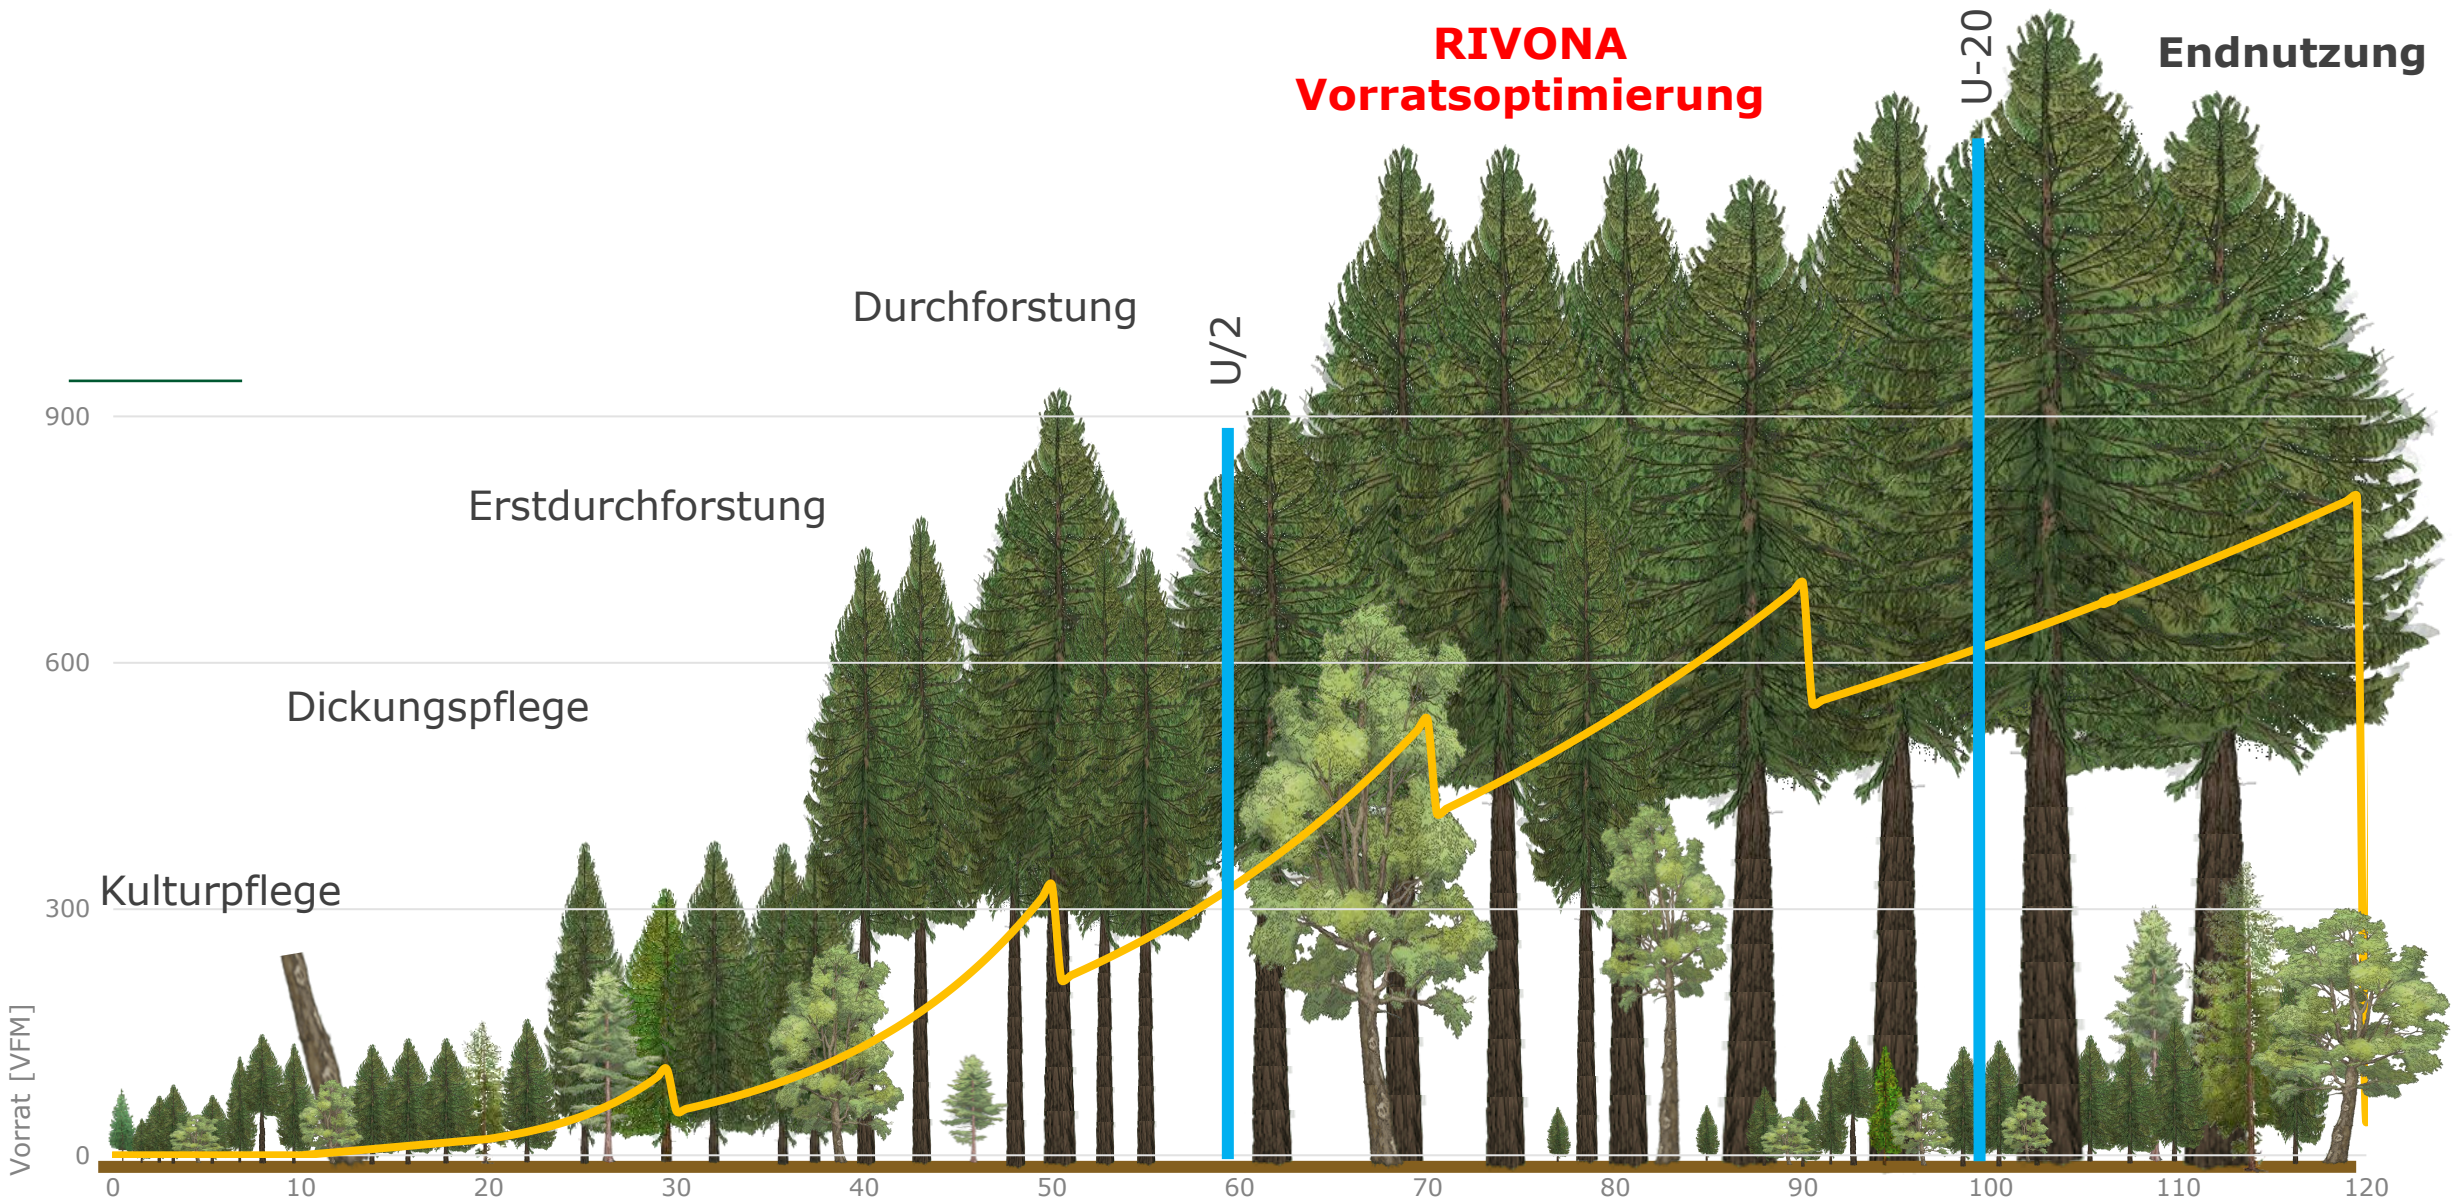 RIVONA
Vorratsoptimierung
U-20
Endnutzung
Durchforstung
U/2
900
Erstdurchforstung
600
Dickungspflege
Kulturpflege
300
Vorrat [VFM]
0
0 10 20 30 40 50 60 70 80 90 100 110 120